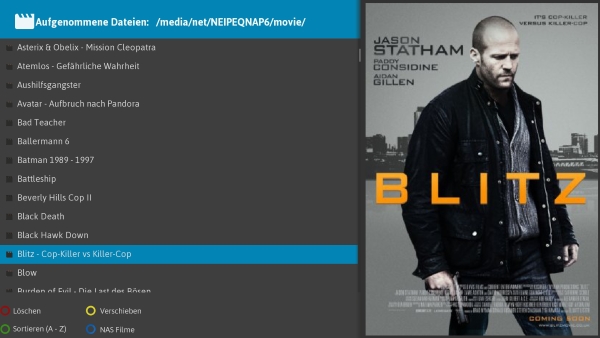 Aufgenommene Dateien: /media/net/NEIPEQNAP6/movie/
Asterix & Obelix - Mission Cleopatra
Atemlos - Gefährliche Wahrheit
Aushilfsgangster
Avatar - Aufbruch nach Pandora
Bad Teacher
Ballermann 6
Batman 1989 - 1997
Battleship
Beverly Hills Cop II
Black Death
Black Hawk Down
Blitz - Cop-Killer vs Killer-Cop
Blow
Burden of Evil - Die Last des Bösen
Löschen
Verschieben
Sortieren (A - Z)
NAS Filme
IT'S COP-KILLER
VERSUS KILLER-COP
JASON
STATHAM
PADDY
CONSIDINE
AIDAN
GILLEN
BLITZ
COMING SOON